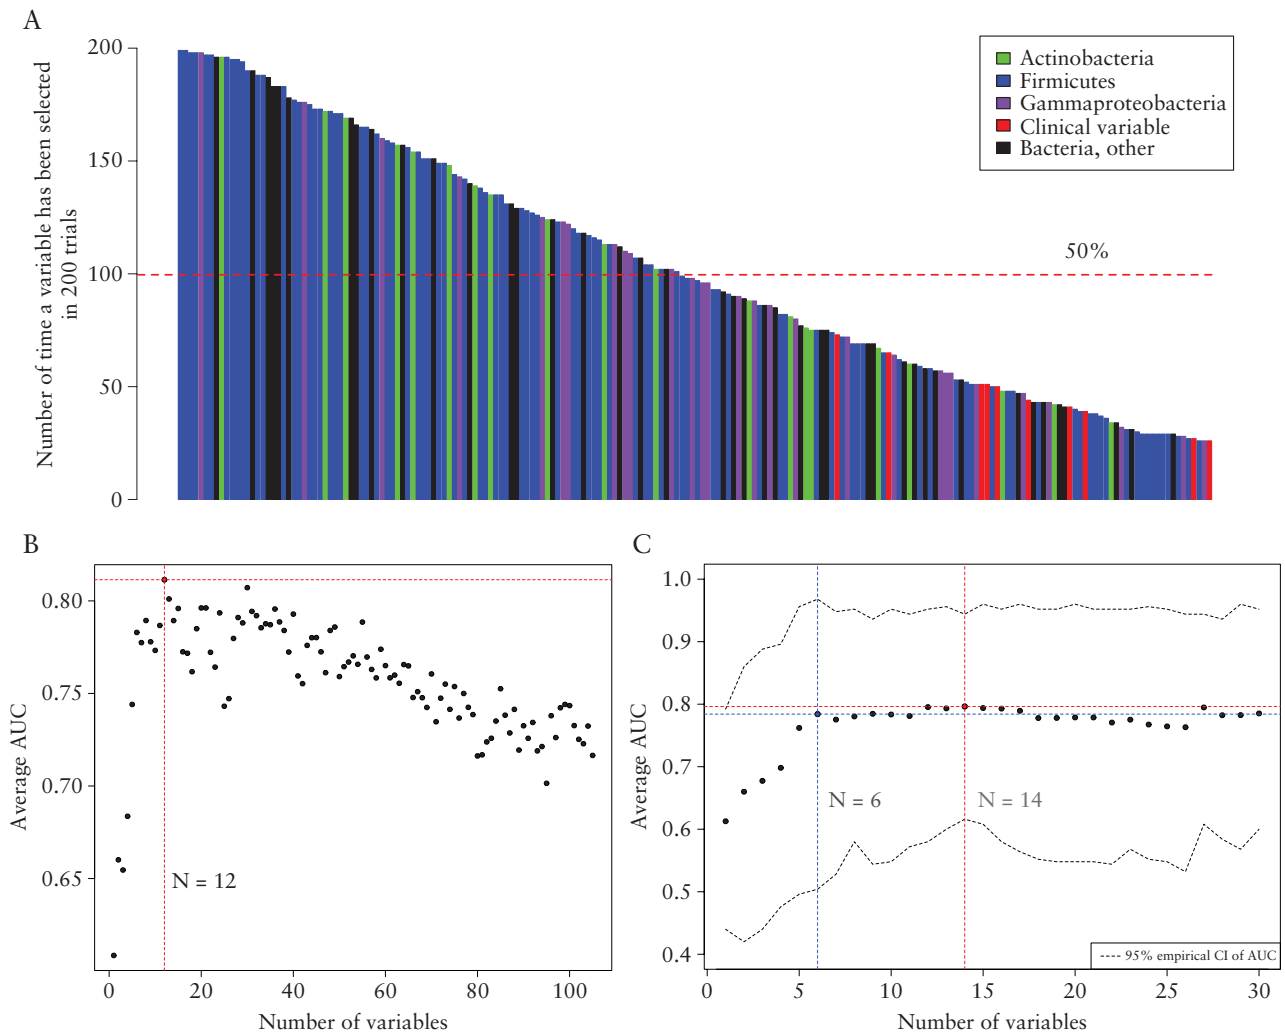 A
Number of time a variable has been selected
in 200 trials
200
150
100
50
0
Actinobacteria
Firmicutes
Gammaproteobacteria
Clinical variable
Bacteria, other
50%
B
Average AUC
0.80
0.75
0.70
0.65
N = 12
0 20 40 60 80 100
Number of variables
C
Average AUC
1.0
0.9
0.8
0.7
0.6
0.5
0.4
N = 6
N = 14
95% empirical CI of AUC
0 5 10 15 20 25 30
Number of variables